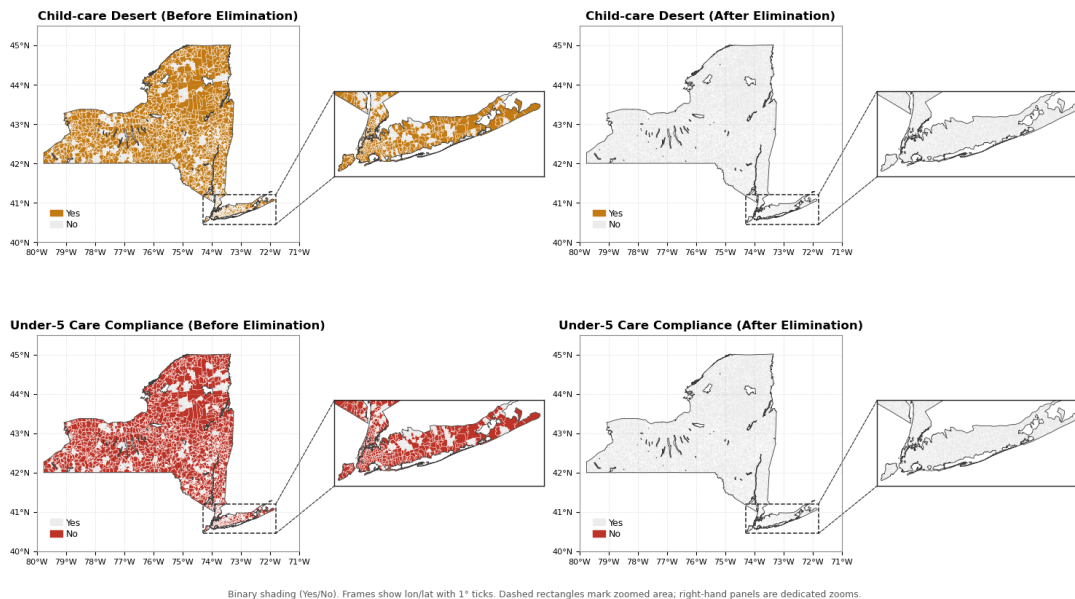 Child-care Desert (Before Elimination)
Child-care Desert (After Elimination)
45°N
44°N
43°N
42°N
41°N
40°N
Yes
No
80°W 79°W 78°W 77°W 76°W 75°W 74°W 73°W 72°W 71°W
45°N
44°N
43°N
42°N
41°N
40°N
Yes
No
80°W 79°W 78°W 77°W 76°W 75°W 74°W 73°W 72°W 71°W
Under-5 Care Compliance (Before Elimination)
Under-5 Care Compliance (After Elimination)
45°N
44°N
43°N
42°N
41°N
40°N
Yes
No
80°W 79°W 78°W 77°W 76°W 75°W 74°W 73°W 72°W 71°W
45°N
44°N
43°N
42°N
41°N
40°N
Yes
No
80°W 79°W 78°W 77°W 76°W 75°W 74°W 73°W 72°W 71°W
Binary shading (Yes/No). Frames show lon/lat with 1° ticks. Dashed rectangles mark zoomed area; right-hand panels are dedicated zooms.